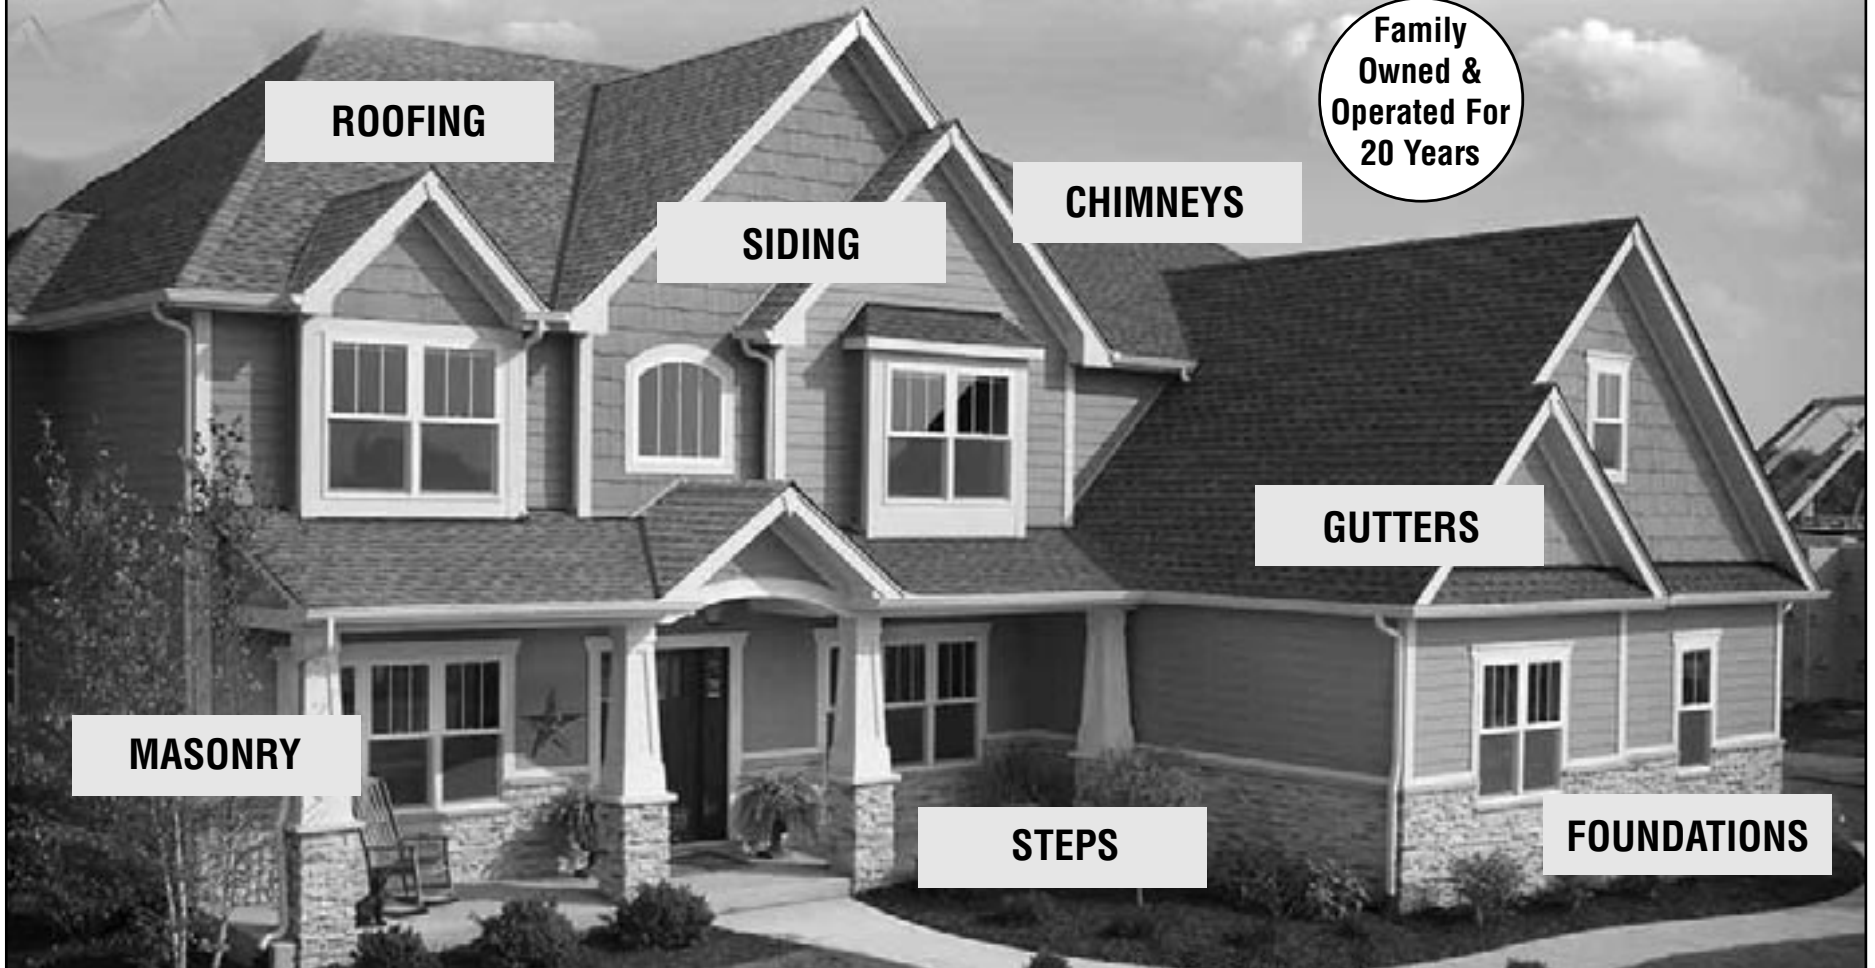 Family
Owned &
Operated For
20 Years
ROOFING
CHIMNEYS
SIDING
GUTTERS
MASONRY
STEPS
FOUNDATIONS